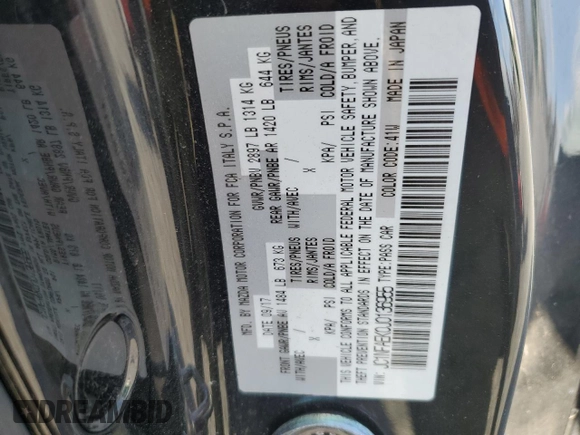 MFG. BY MAZDA MOTOR CORPORATION FOR FCA ITALY S.P.A.
DATE 09/17 GVWR/PNBV 2897 LB 1314 KG
FRONT GAWR/PNBE AV 1484 LB 673 KG REAR GAWR/PNBE AR 1420 LB 644 KG
WITH/AVEC TIRES/PNEUS WITH/AVEC TIRES/PNEUS
/ RIMS/JANTES / RIMS/JANTES
X COLD/A FROID X COLD/A FROID
KPA/ PSI KPA/ PSI
THIS VEHICLE CONFORMS TO ALL APPLICABLE FEDERAL MOTOR VEHICLE SAFETY, BUMPER, AND
THEFT PREVENTION STANDARDS IN EFFECT ON THE DATE OF MANUFACTURE SHOWN ABOVE.
VIN: TYPE: PASS CAR COLOR CODE: 41W MADE IN JAPAN
DREAMBID